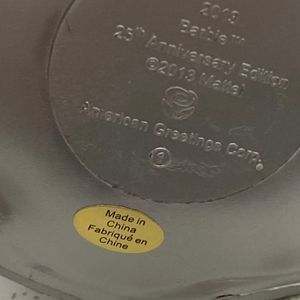 2013
Barbie™
25th Anniversary Edition
©2013 Mattel
American Greetings Corp.
Made in
China
Fabriqué en
Chine